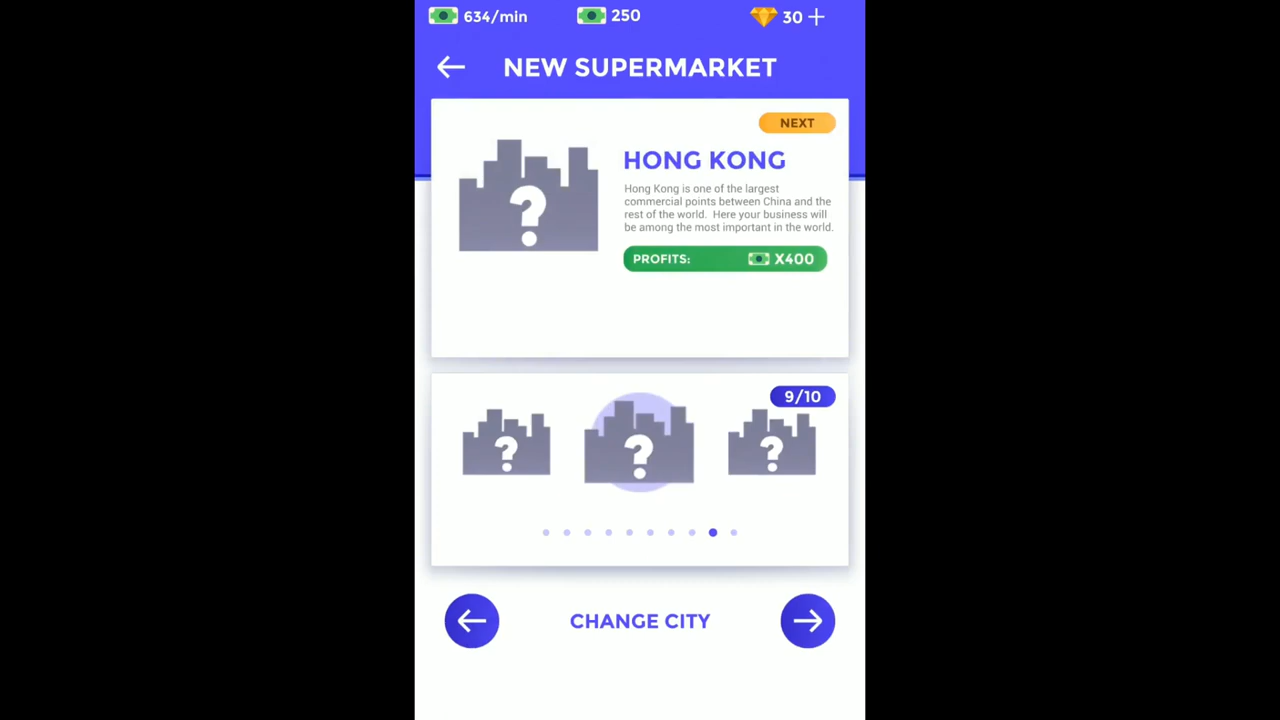 634/min 250 30 +
NEW SUPERMARKET
NEXT
HONG KONG
Hong Kong is one of the largest
commercial points between China and the
rest of the world. Here your business will
be among the most important in the world.
PROFITS: X400
?
9/10
? ? ?
CHANGE CITY